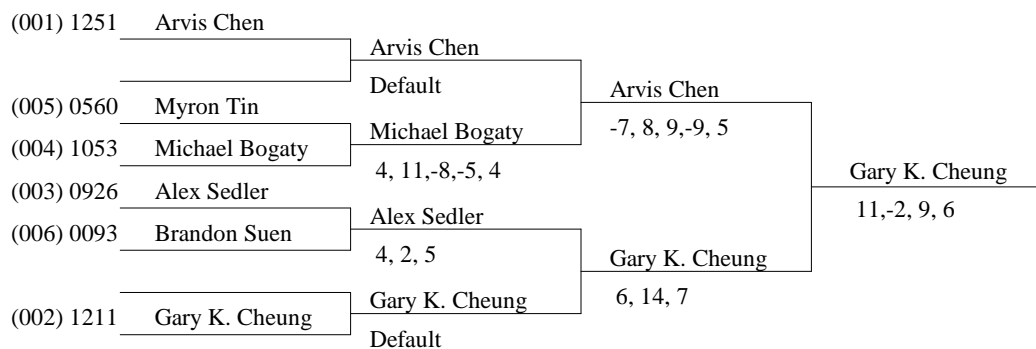 (001) 1251 Arvis Chen
Arvis Chen
Default
Arvis Chen
-7, 8, 9,-9, 5
(005) 0560 Myron Tin
(004) 1053 Michael Bogaty
Michael Bogaty
4, 11,-8,-5, 4
Gary K. Cheung
11,-2, 9, 6
(003) 0926 Alex Sedler
(006) 0093 Brandon Suen
Alex Sedler
4, 2, 5
Gary K. Cheung
6, 14, 7
(002) 1211 Gary K. Cheung
Gary K. Cheung
Default